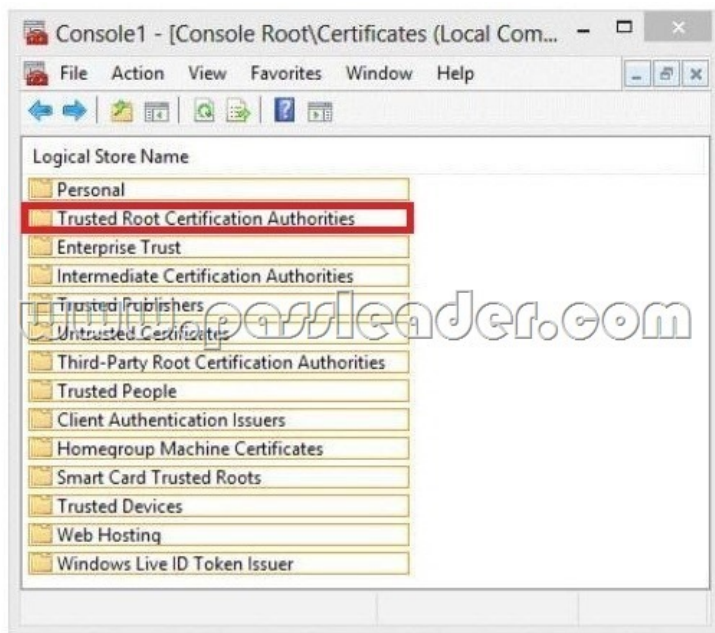 Console1 - [Console Root\Certificates (Local Com...
File Action View Favorites Window Help
Logical Store Name
Personal
Trusted Root Certification Authorities
Enterprise Trust
Intermediate Certification Authorities
Trusted Publishers
www.passleader.com
Untrusted Certificates
Third-Party Root Certification Authorities
Trusted People
Client Authentication Issuers
Homegroup Machine Certificates
Smart Card Trusted Roots
Trusted Devices
Web Hosting
Windows Live ID Token Issuer